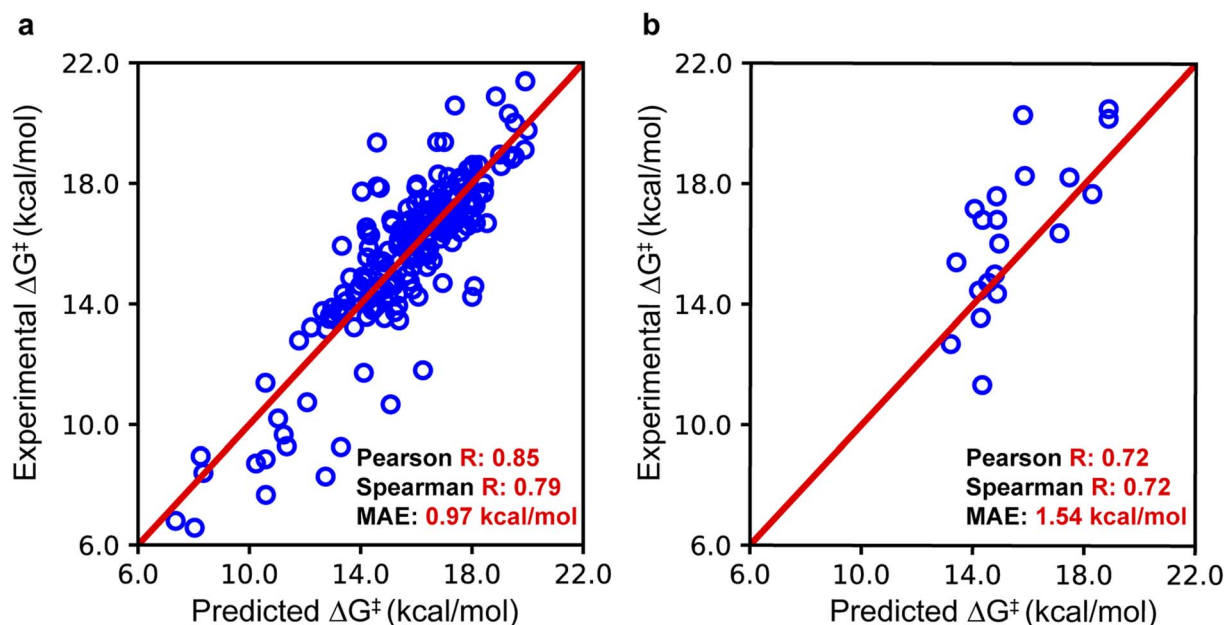 a
22.0
18.0
14.0
10.0
6.0
Experimental ΔG‡ (kcal/mol)
Pearson R: 0.85
Spearman R: 0.79
MAE: 0.97 kcal/mol
6.0 10.0 14.0 18.0 22.0
Predicted ΔG‡ (kcal/mol)
b
22.0
18.0
14.0
10.0
6.0
Experimental ΔG‡ (kcal/mol)
Pearson R: 0.72
Spearman R: 0.72
MAE: 1.54 kcal/mol
6.0 10.0 14.0 18.0 22.0
Predicted ΔG‡ (kcal/mol)